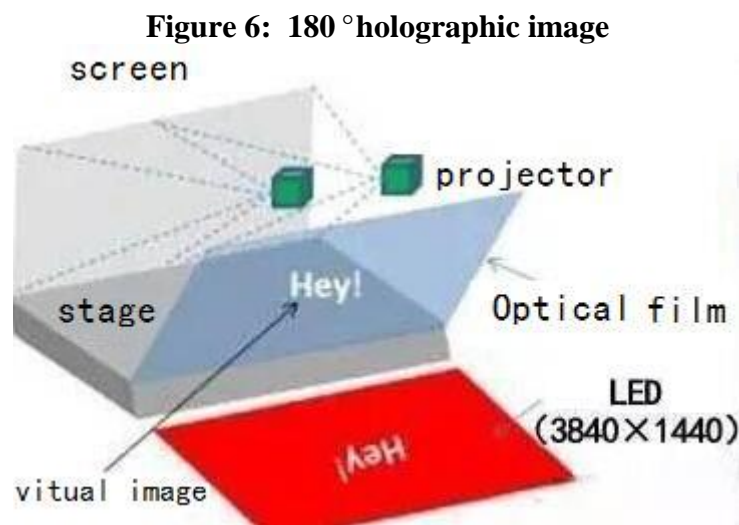 Figure 6: 180 °holographic image
screen
projector
Hey!
stage
Optical film
LED
(3840×1440)
Hey!
vitual image